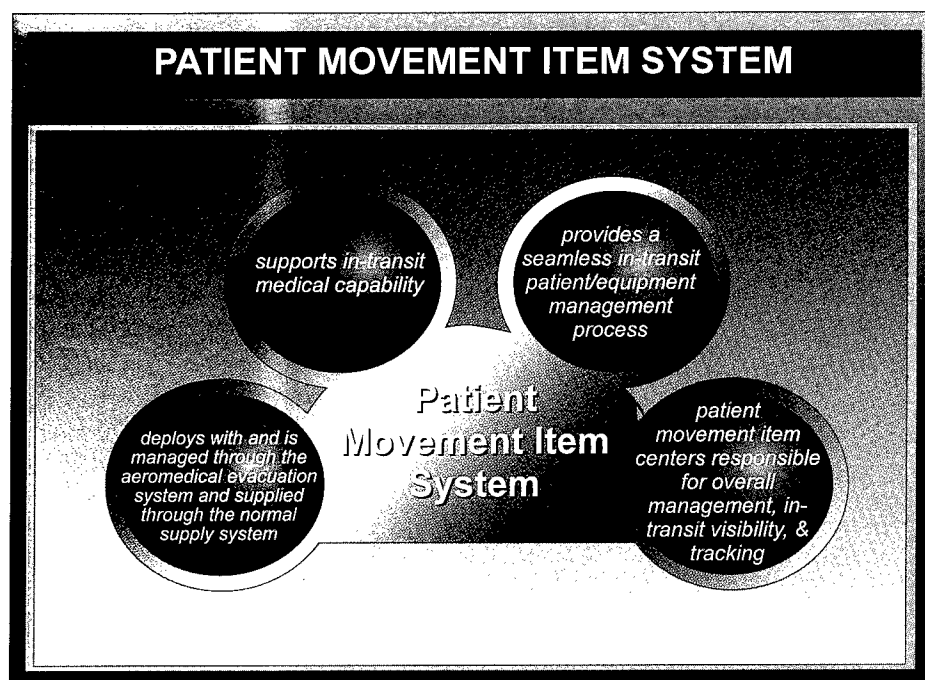 PATIENT MOVEMENT ITEM SYSTEM
supports in-transit
medical capability
provides a
seamless in-transit
patient/equipment
management
process
Patient
Movement Item
System
deploys with and is
managed through the
aeromedical evacuation
system and supplied
through the normal
supply system
patient
movement item
centers responsible
for overall
management, in-
transit visibility, &
tracking